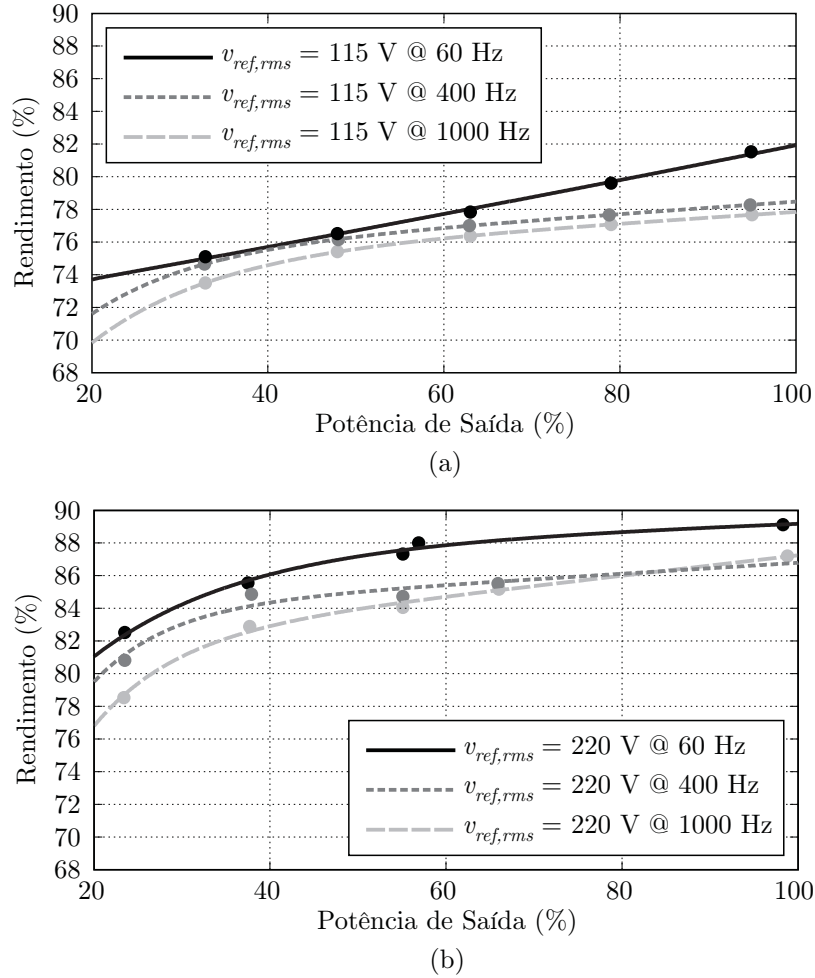 90
88
86
84
82
80
78
76
74
72
70
68
Rendimento (%)
v_ref,rms = 115 V @ 60 Hz
v_ref,rms = 115 V @ 400 Hz
v_ref,rms = 115 V @ 1000 Hz
20 40 60 80 100
Potência de Saída (%)
(a)
90
88
86
84
82
80
78
76
74
72
70
68
Rendimento (%)
v_ref,rms = 220 V @ 60 Hz
v_ref,rms = 220 V @ 400 Hz
v_ref,rms = 220 V @ 1000 Hz
20 40 60 80 100
Potência de Saída (%)
(b)